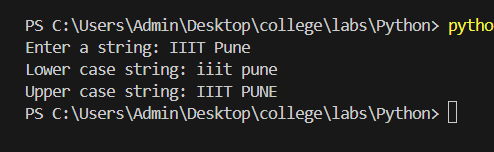 PS C:\Users\Admin\Desktop\college\labs\Python> pytho
Enter a string: IIIT Pune
Lower case string: iiit pune
Upper case string: IIIT PUNE
PS C:\Users\Admin\Desktop\college\labs\Python>